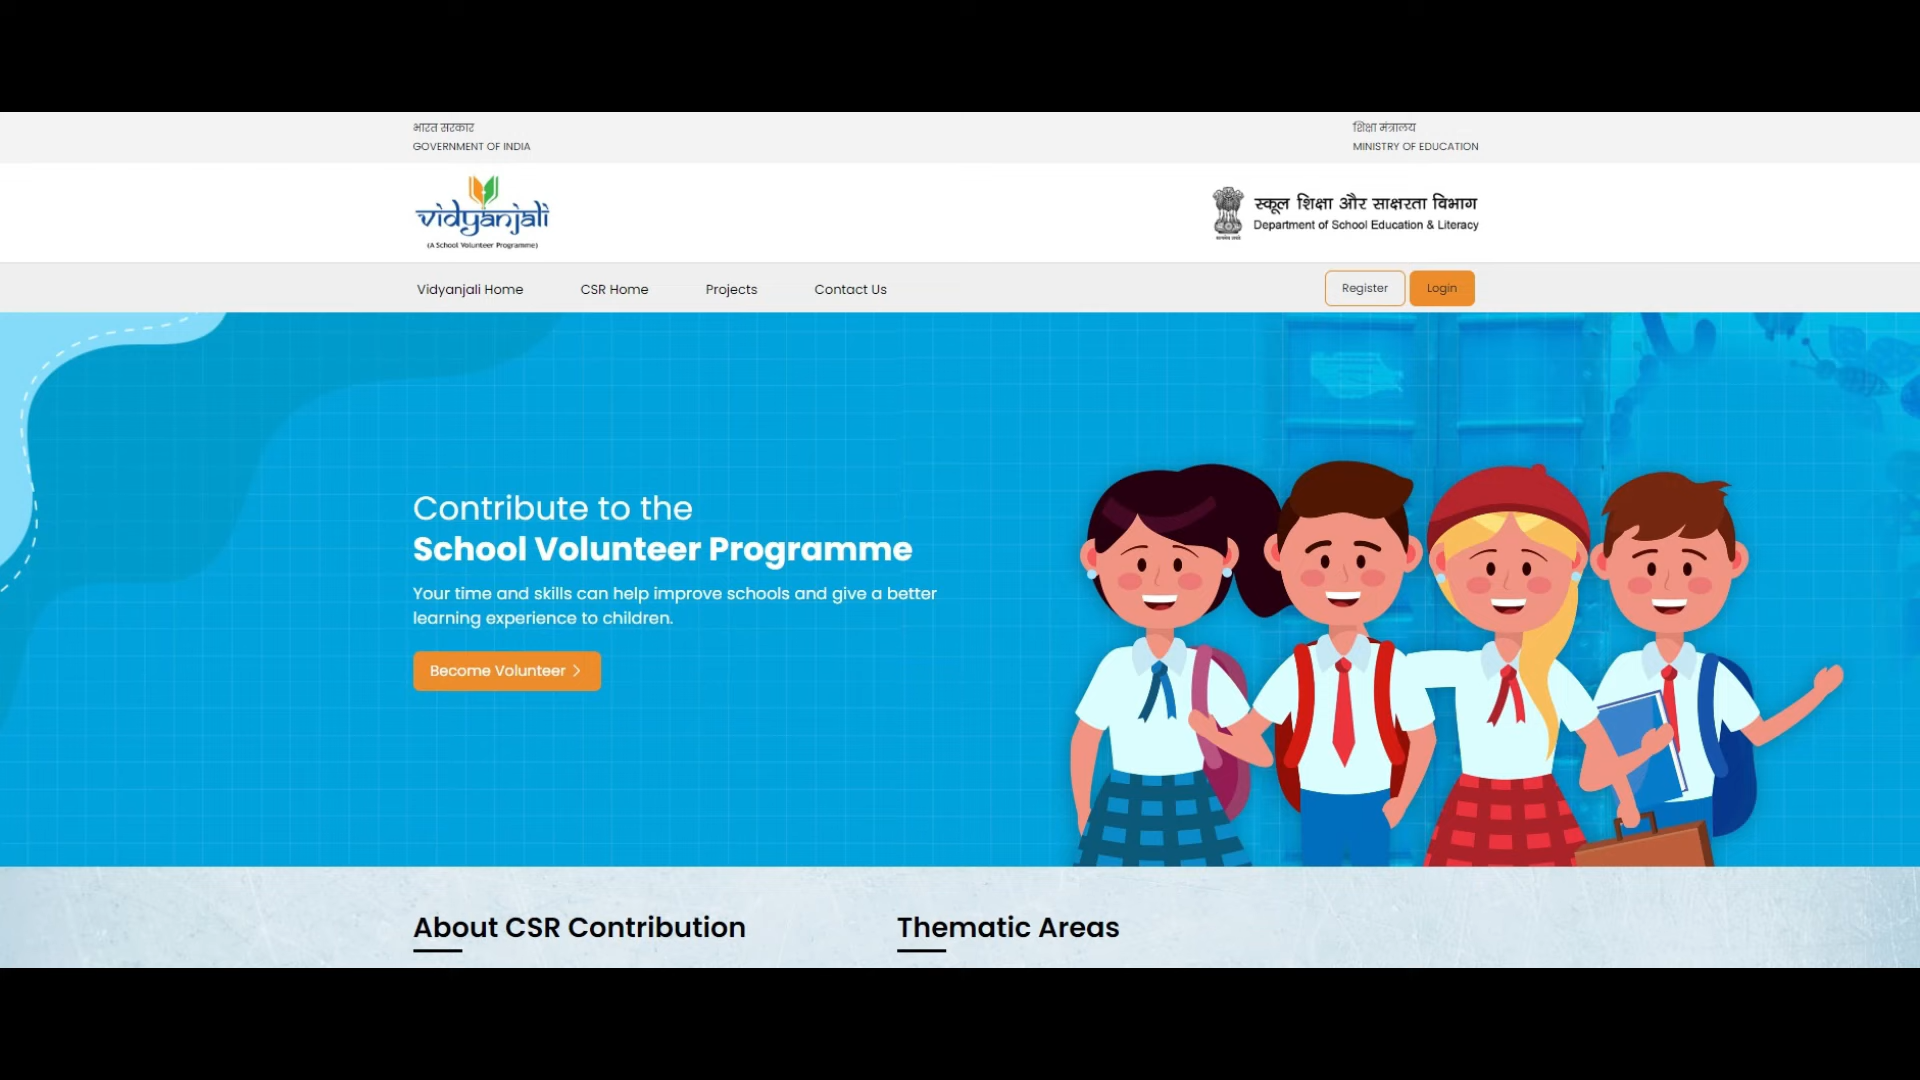 भारत सरकार
GOVERNMENT OF INDIA
शिक्षा मंत्रालय
MINISTRY OF EDUCATION
vidyanjali
(A School Volunteer Programme)
स्कूल शिक्षा और साक्षरता विभाग
Department of School Education & Literacy
Vidyanjali Home
CSR Home
Projects
Contact Us
Register
Login
Contribute to the
School Volunteer Programme
Your time and skills can help improve schools and give a better
learning experience to children.
Become Volunteer
About CSR Contribution
Thematic Areas